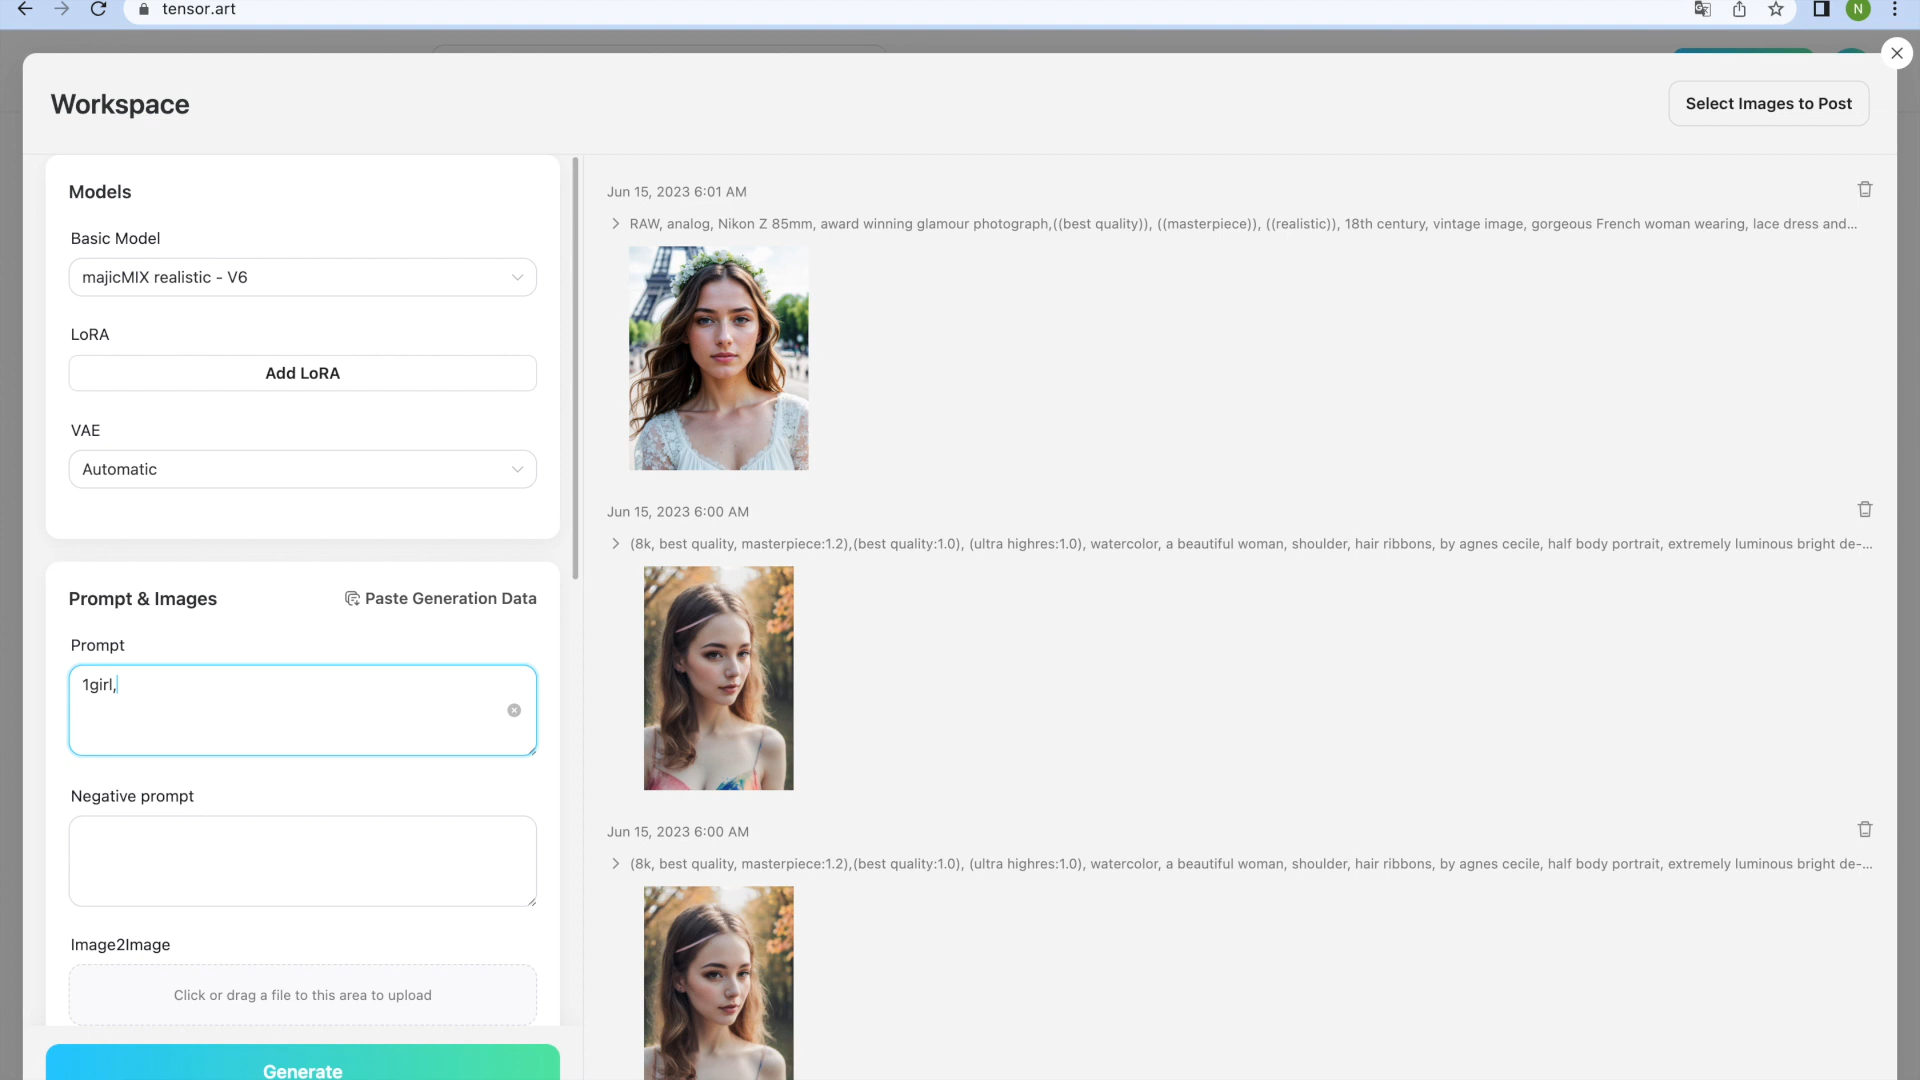 tensor.art
N
Workspace
Select Images to Post
Models
Basic Model
majicMIX realistic - V6
LoRA
Add LoRA
VAE
Automatic
Prompt & Images
Paste Generation Data
Prompt
1girl,
Negative prompt
Image2Image
Click or drag a file to this area to upload
Generate
Jun 15, 2023 6:01 AM
RAW, analog, Nikon Z 85mm, award winning glamour photograph,((best quality)), ((masterpiece)), ((realistic)), 18th century, vintage image, gorgeous French woman wearing, lace dress and...
Jun 15, 2023 6:00 AM
(8k, best quality, masterpiece:1.2),(best quality:1.0), (ultra highres:1.0), watercolor, a beautiful woman, shoulder, hair ribbons, by agnes cecile, half body portrait, extremely luminous bright de-...
Jun 15, 2023 6:00 AM
(8k, best quality, masterpiece:1.2),(best quality:1.0), (ultra highres:1.0), watercolor, a beautiful woman, shoulder, hair ribbons, by agnes cecile, half body portrait, extremely luminous bright de-...